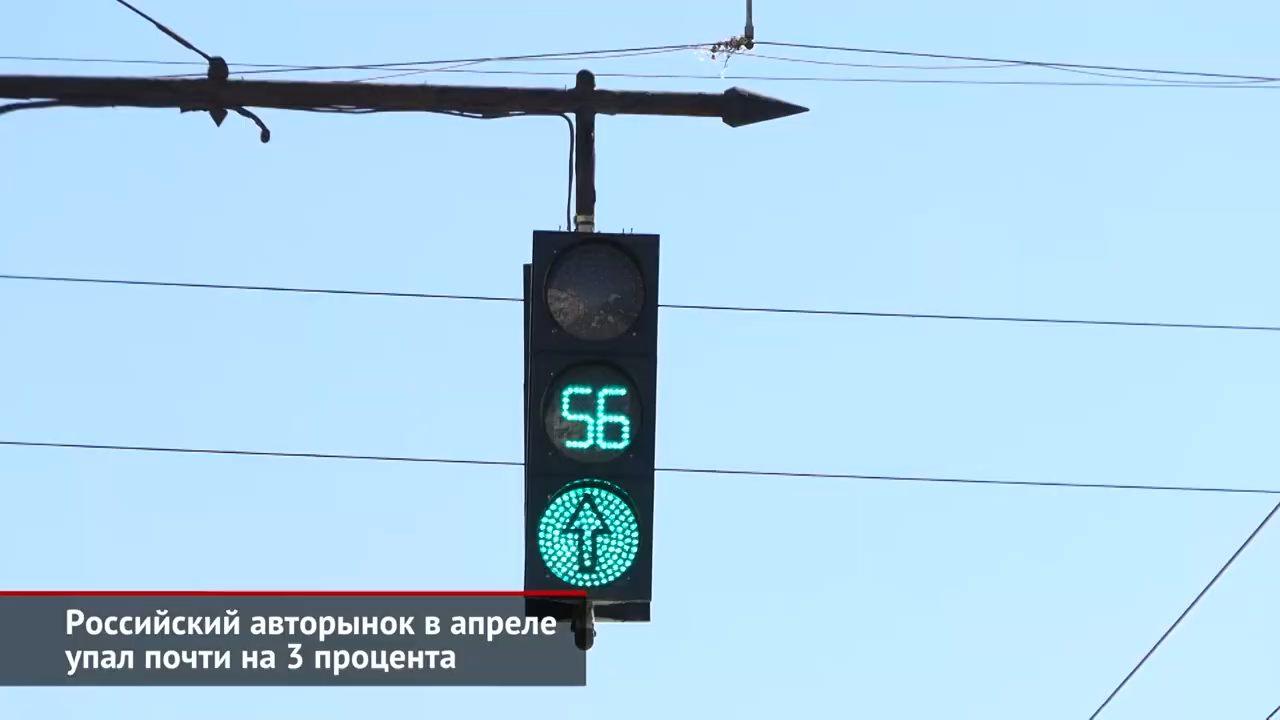 56
Российский авторынок в апреле
упал почти на 3 процента